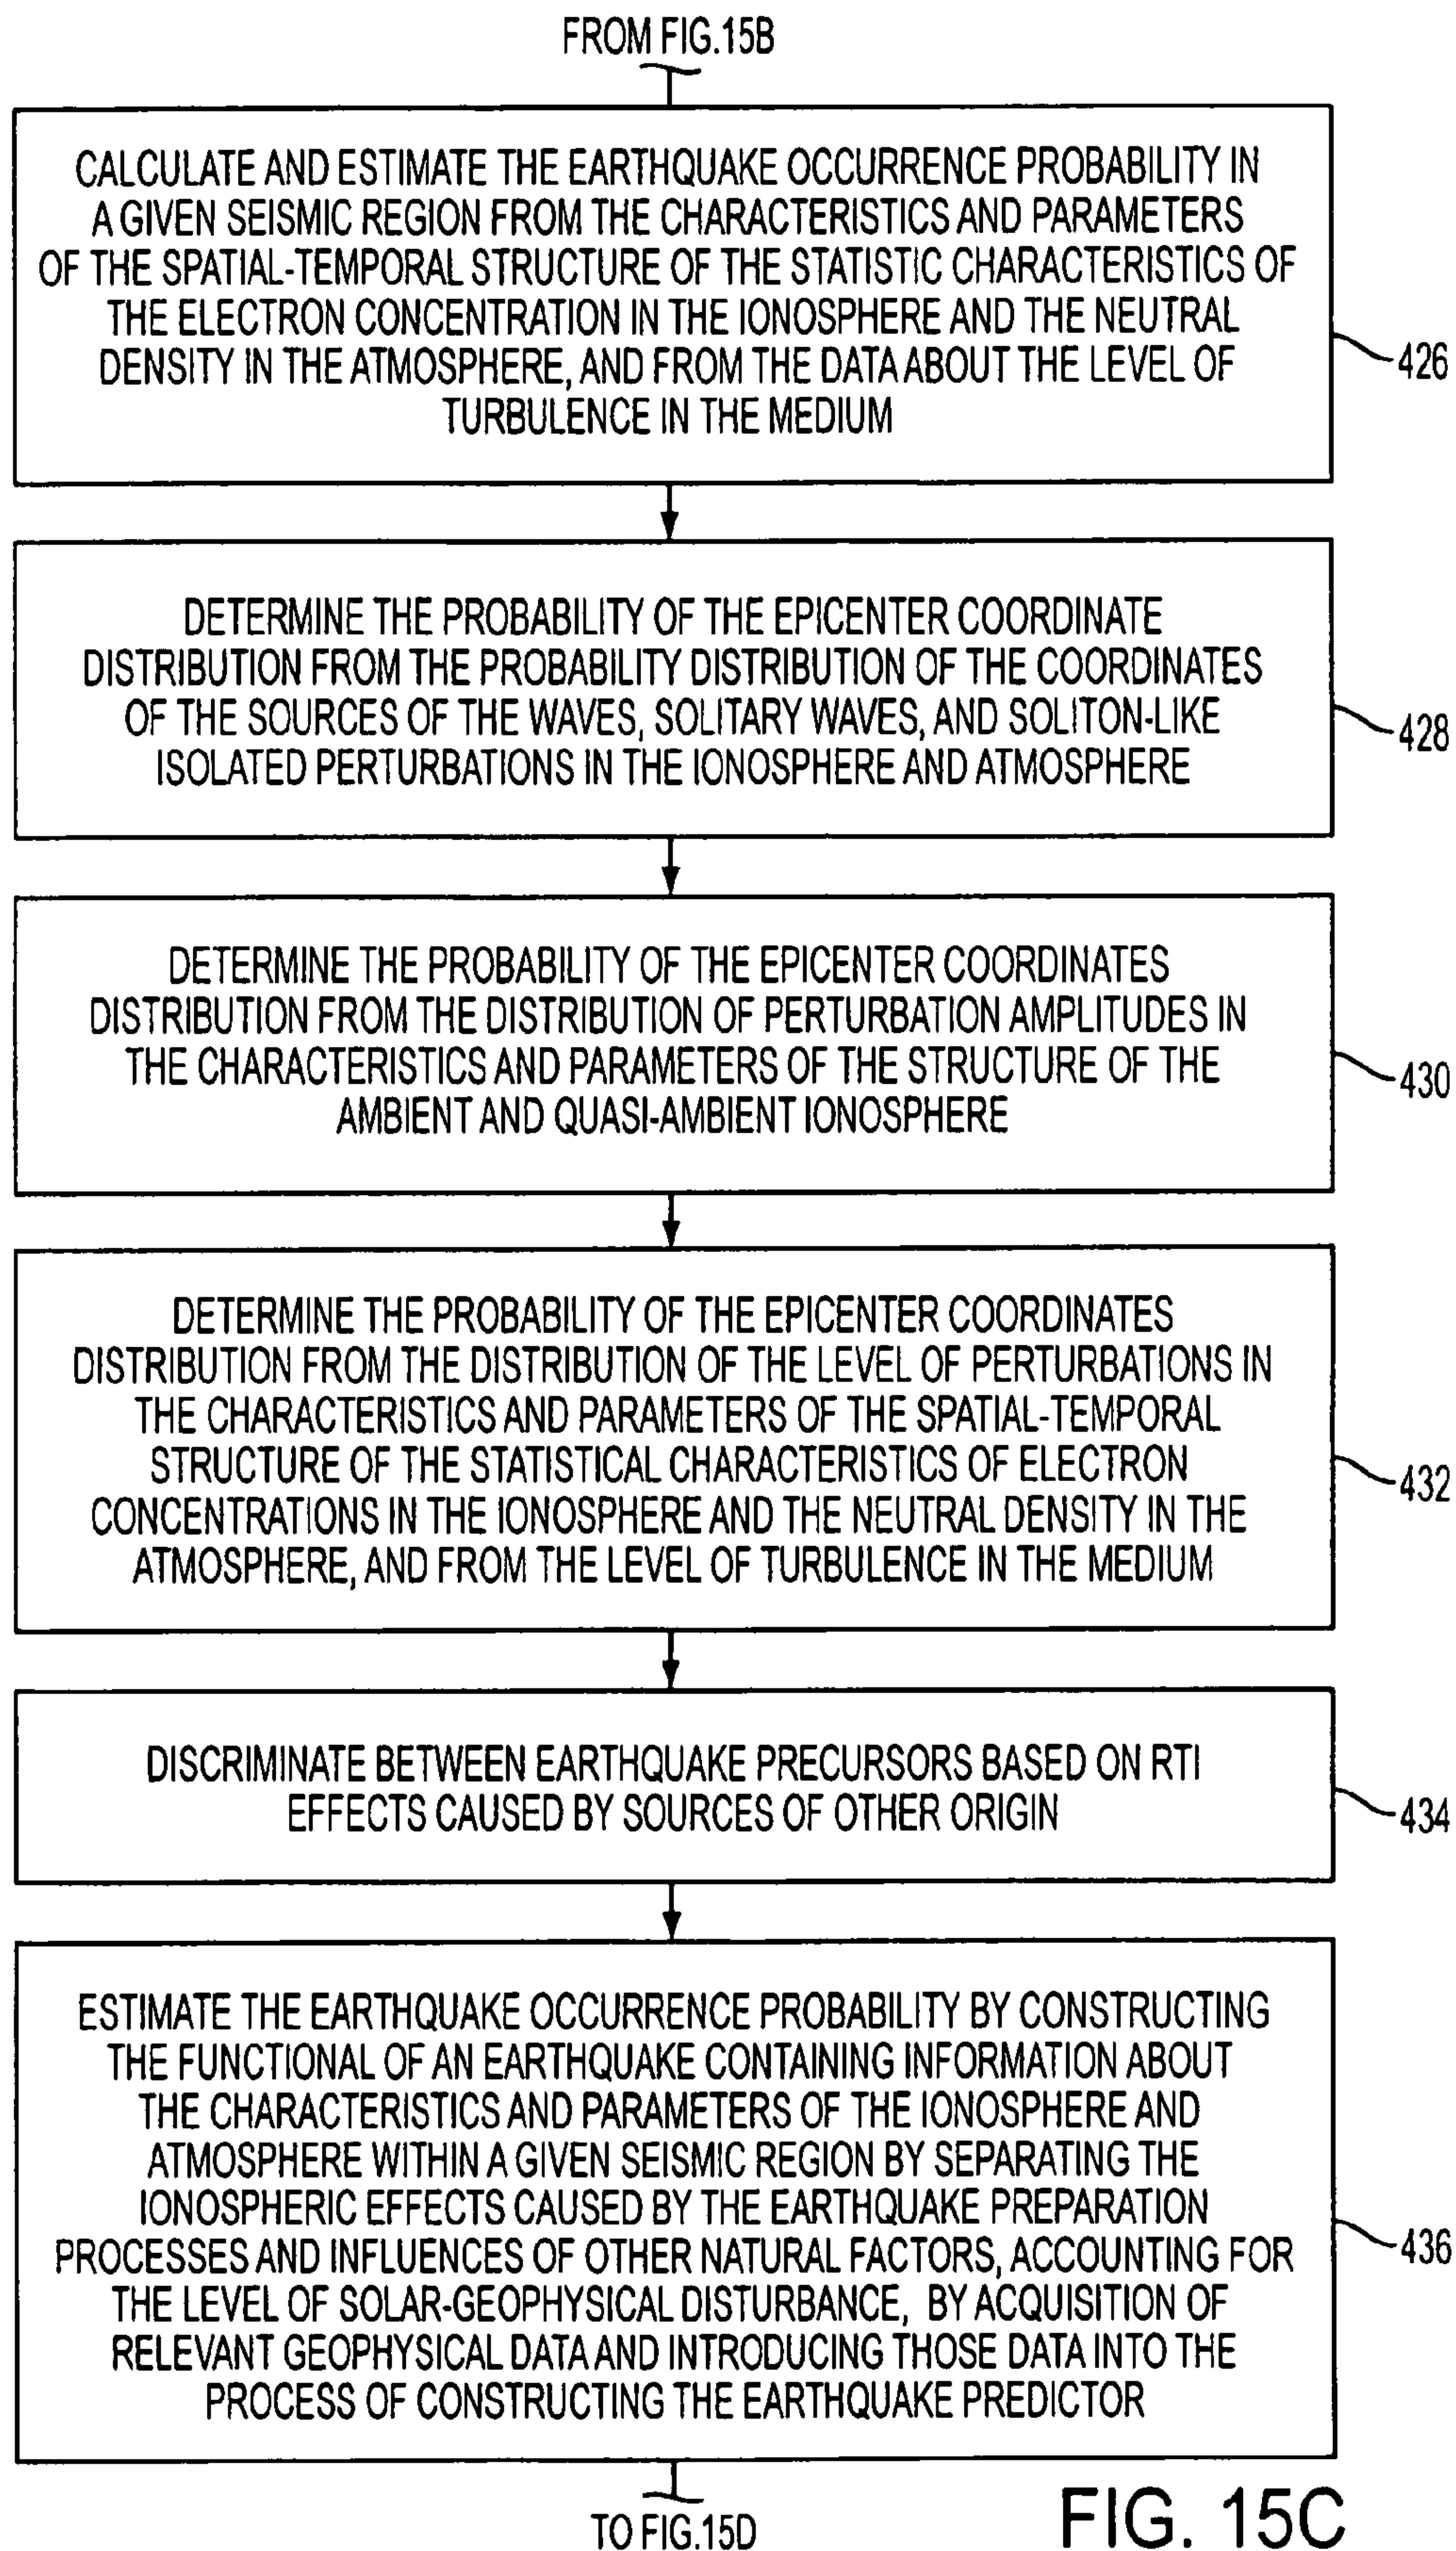 FROM FIG.15B
CALCULATE AND ESTIMATE THE EARTHQUAKE OCCURRENCE PROBABILITY IN
A GIVEN SEISMIC REGION FROM THE CHARACTERISTICS AND PARAMETERS
OF THE SPATIAL-TEMPORAL STRUCTURE OF THE STATISTIC CHARACTERISTICS OF
THE ELECTRON CONCENTRATION IN THE IONOSPHERE AND THE NEUTRAL
DENSITY IN THE ATMOSPHERE, AND FROM THE DATA ABOUT THE LEVEL OF
TURBULENCE IN THE MEDIUM
426
DETERMINE THE PROBABILITY OF THE EPICENTER COORDINATE
DISTRIBUTION FROM THE PROBABILITY DISTRIBUTION OF THE COORDINATES
OF THE SOURCES OF THE WAVES, SOLITARY WAVES, AND SOLITON-LIKE
ISOLATED PERTURBATIONS IN THE IONOSPHERE AND ATMOSPHERE
428
DETERMINE THE PROBABILITY OF THE EPICENTER COORDINATES
DISTRIBUTION FROM THE DISTRIBUTION OF PERTURBATION AMPLITUDES IN
THE CHARACTERISTICS AND PARAMETERS OF THE STRUCTURE OF THE
AMBIENT AND QUASI-AMBIENT IONOSPHERE
430
DETERMINE THE PROBABILITY OF THE EPICENTER COORDINATES
DISTRIBUTION FROM THE DISTRIBUTION OF THE LEVEL OF PERTURBATIONS IN
THE CHARACTERISTICS AND PARAMETERS OF THE SPATIAL-TEMPORAL
STRUCTURE OF THE STATISTICAL CHARACTERISTICS OF ELECTRON
CONCENTRATIONS IN THE IONOSPHERE AND THE NEUTRAL DENSITY IN THE
ATMOSPHERE, AND FROM THE LEVEL OF TURBULENCE IN THE MEDIUM
432
DISCRIMINATE BETWEEN EARTHQUAKE PRECURSORS BASED ON RTI
EFFECTS CAUSED BY SOURCES OF OTHER ORIGIN
434
ESTIMATE THE EARTHQUAKE OCCURRENCE PROBABILITY BY CONSTRUCTING
THE FUNCTIONAL OF AN EARTHQUAKE CONTAINING INFORMATION ABOUT
THE CHARACTERISTICS AND PARAMETERS OF THE IONOSPHERE AND
ATMOSPHERE WITHIN A GIVEN SEISMIC REGION BY SEPARATING THE
IONOSPHERIC EFFECTS CAUSED BY THE EARTHQUAKE PREPARATION
PROCESSES AND INFLUENCES OF OTHER NATURAL FACTORS, ACCOUNTING FOR
THE LEVEL OF SOLAR-GEOPHYSICAL DISTURBANCE, BY ACQUISITION OF
RELEVANT GEOPHYSICAL DATA AND INTRODUCING THOSE DATA INTO THE
PROCESS OF CONSTRUCTING THE EARTHQUAKE PREDICTOR
436
TO FIG.15D
FIG. 15C